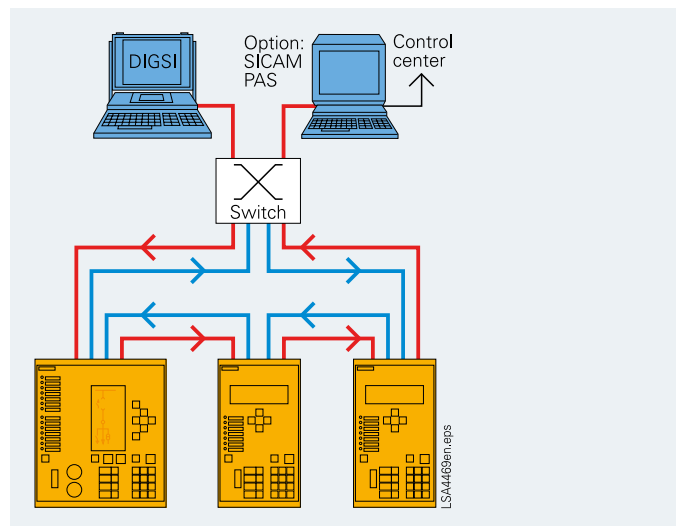 DIGSI
Option:
SICAM
PAS
Control
center
Switch
LSA4469en.eps